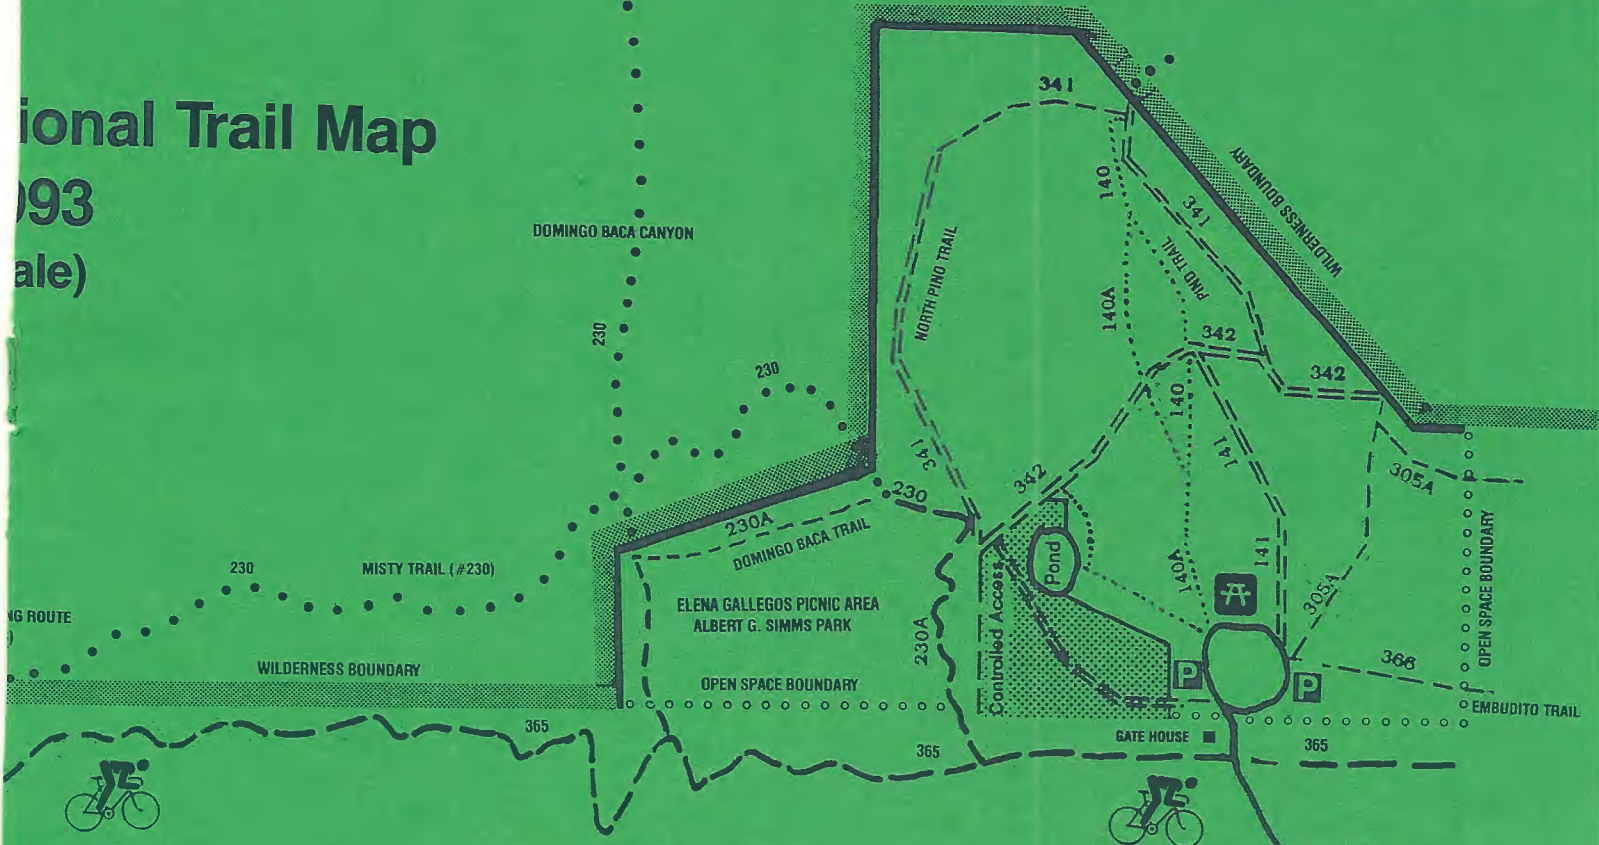 ional Trail Map
993
ale)
DOMINGO BACA CANYON
230
230
230
MISTY TRAIL (#230)
NG ROUTE
)
WILDERNESS BOUNDARY
365
341
140
341
WILDERNESS BOUNDARY
NORTH PINO TRAIL
PINO TRAIL
140A
342
342
140
341
141
342
305A
230
230A
DOMINGO BACA TRAIL
ELENA GALLEGOS PICNIC AREA
ALBERT G. SIMMS PARK
230A
Controlled Access
Pond
140A
141
305A
OPEN SPACE BOUNDARY
OPEN SPACE BOUNDARY
P
P
366
EMBUDITO TRAIL
GATE HOUSE
365
365